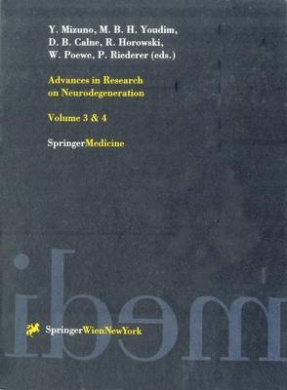 Y. Mizuno, M. B. H. Youdim,
D. B. Calne, R. Horowski,
W. Poewe, P. Riederer (eds.)
Advances in Research
on Neurodegeneration
Volume 3 & 4
SpringerMedicine
medi
SpringerWienNewYork